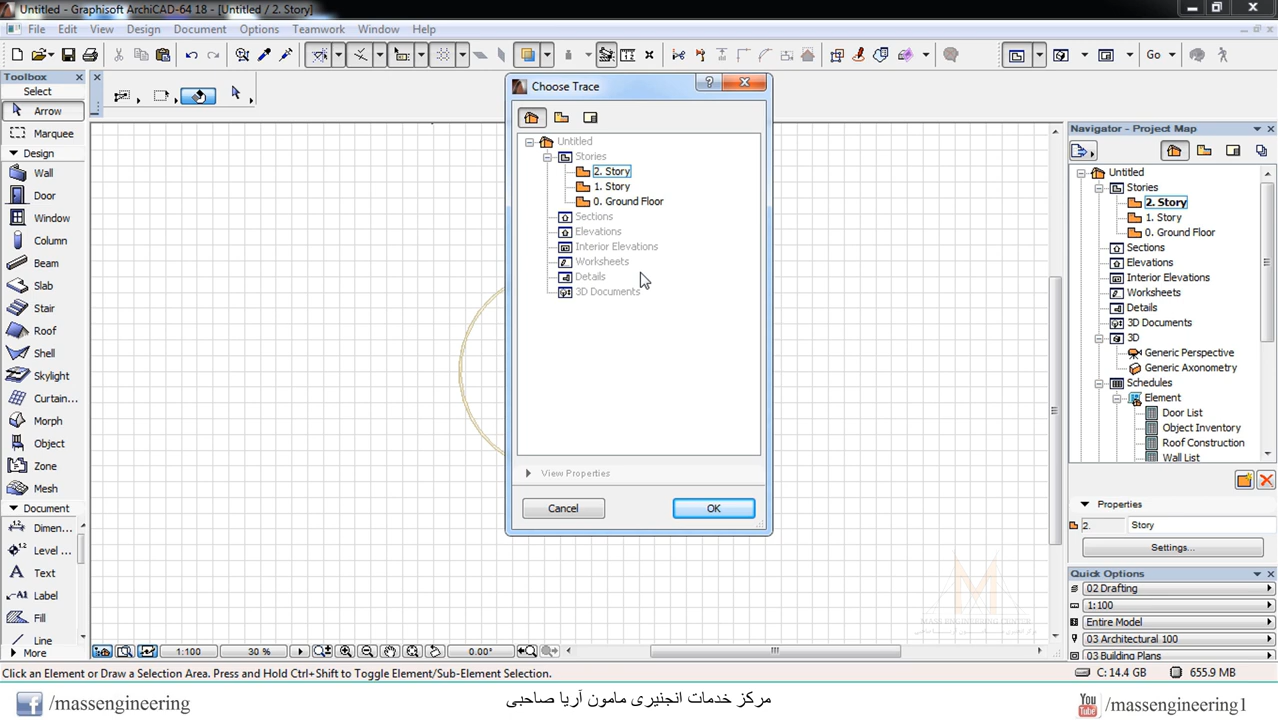 Untitled - Graphisoft ArchiCAD-64 18 - [Untitled / 2. Story]
File Edit View Design Document Options Teamwork Window Help
Go
Toolbox
Select
Arrow
Marquee
Design
Wall
Door
Window
Column
Beam
Slab
Stair
Roof
Shell
Skylight
Curtain...
Morph
Object
Zone
Mesh
Document
Dimen...
Level ...
Text
Label
Fill
Line
More
Choose Trace
Untitled
Stories
2. Story
1. Story
0. Ground Floor
Sections
Elevations
Interior Elevations
Worksheets
Details
3D Documents
View Properties
Cancel
OK
Navigator - Project Map
Untitled
Stories
2. Story
1. Story
0. Ground Floor
Sections
Elevations
Interior Elevations
Worksheets
Details
3D Documents
3D
Generic Perspective
Generic Axonometry
Schedules
Element
Door List
Object Inventory
Roof Construction
Wall List
Properties
2. Story
Settings...
Quick Options
02 Drafting
1:100
Entire Model
03 Architectural 100
03 Building Plans
MASS ENGINEERING CENTER
1:100 30 % 0.00°
Click an Element or Draw a Selection Area. Press and Hold Ctrl+Shift to Toggle Element/Sub-Element Selection.
C: 14.4 GB 655.9 MB
/massengineering
مرکز خدمات انجنیری مامون آریا صاحبی
You Tube /massengineering1